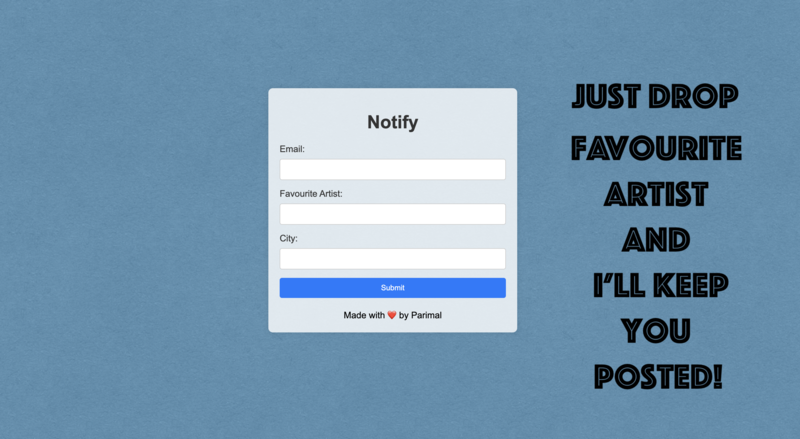 Notify
Email:
Favourite Artist:
City:
Submit
Made with ❤️ by Parimal
JUST DROP
FAVOURITE
ARTIST
AND
I'LL KEEP
YOU
POSTED!